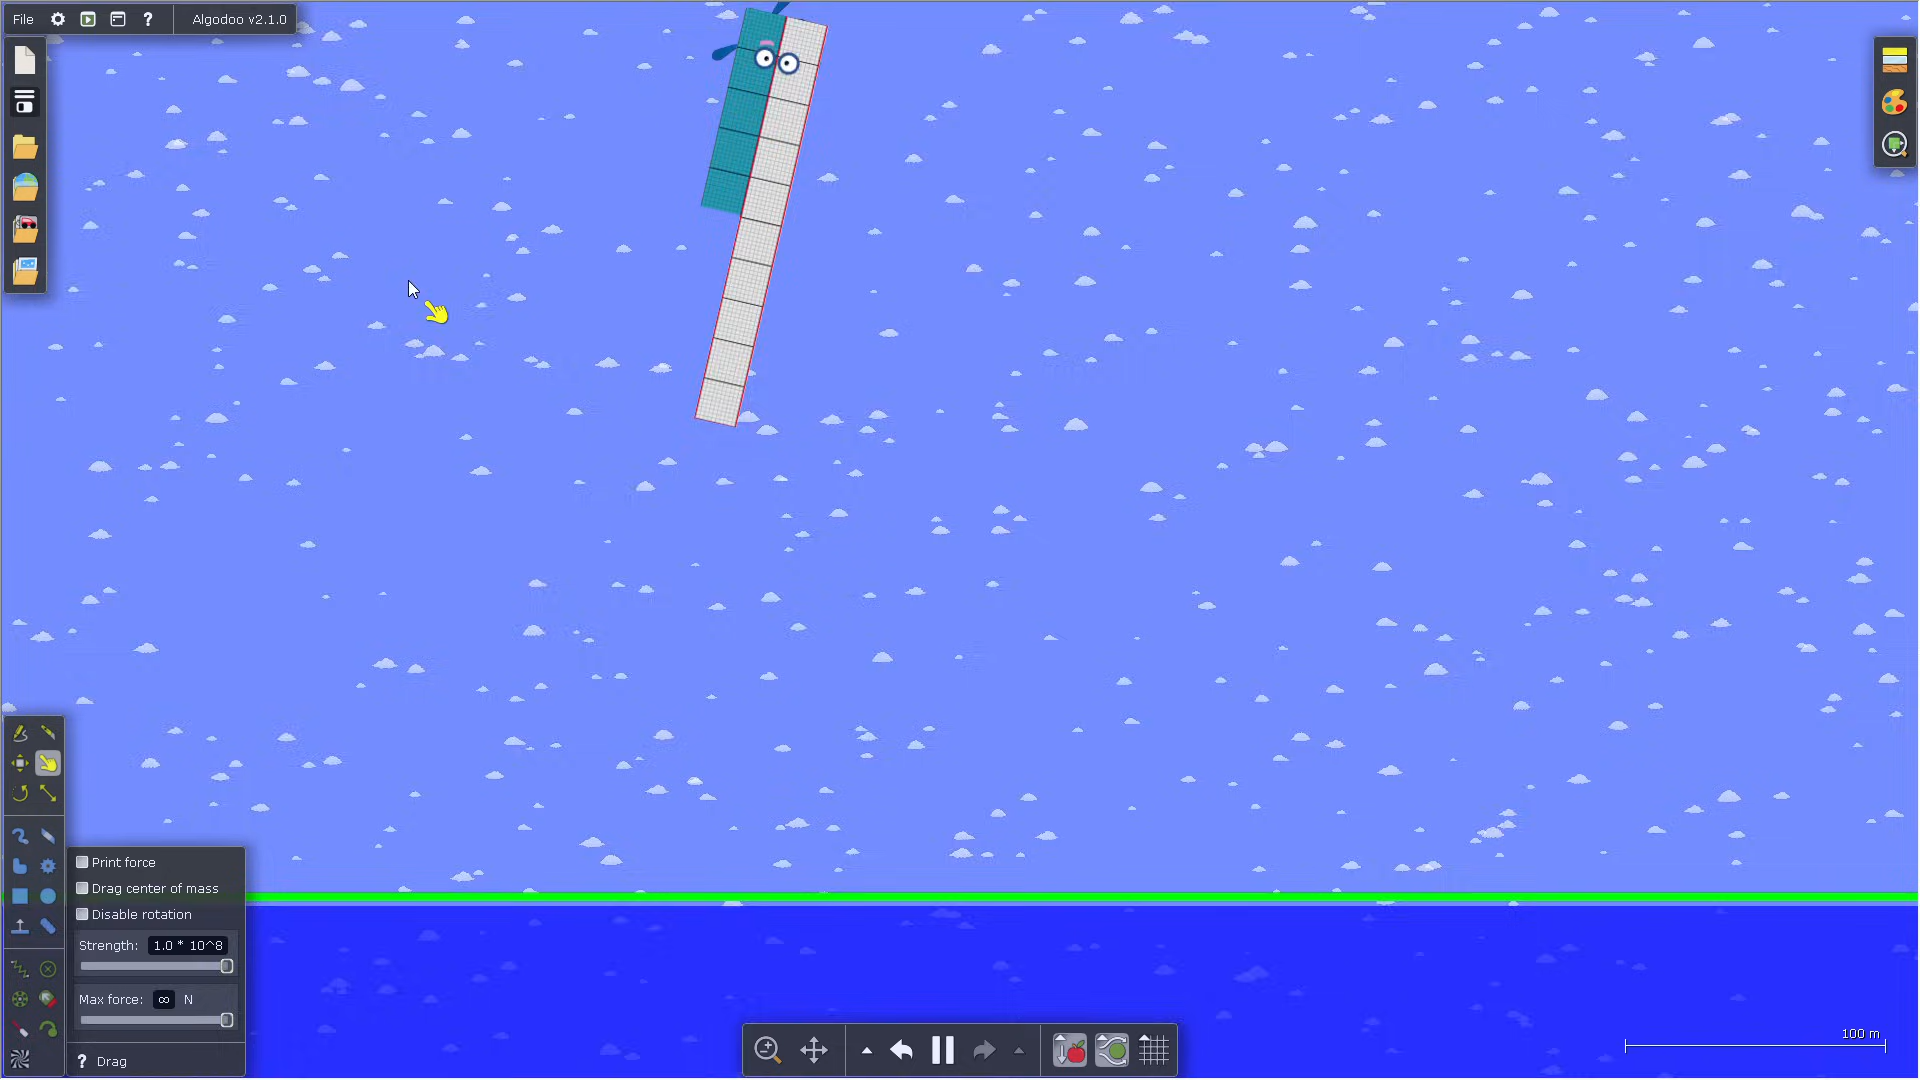 File ? Algodoo v2.1.0
Print force
Drag center of mass
Disable rotation
Strength: 1.0 * 10^8
Max force: ∞ N
? Drag
100 m